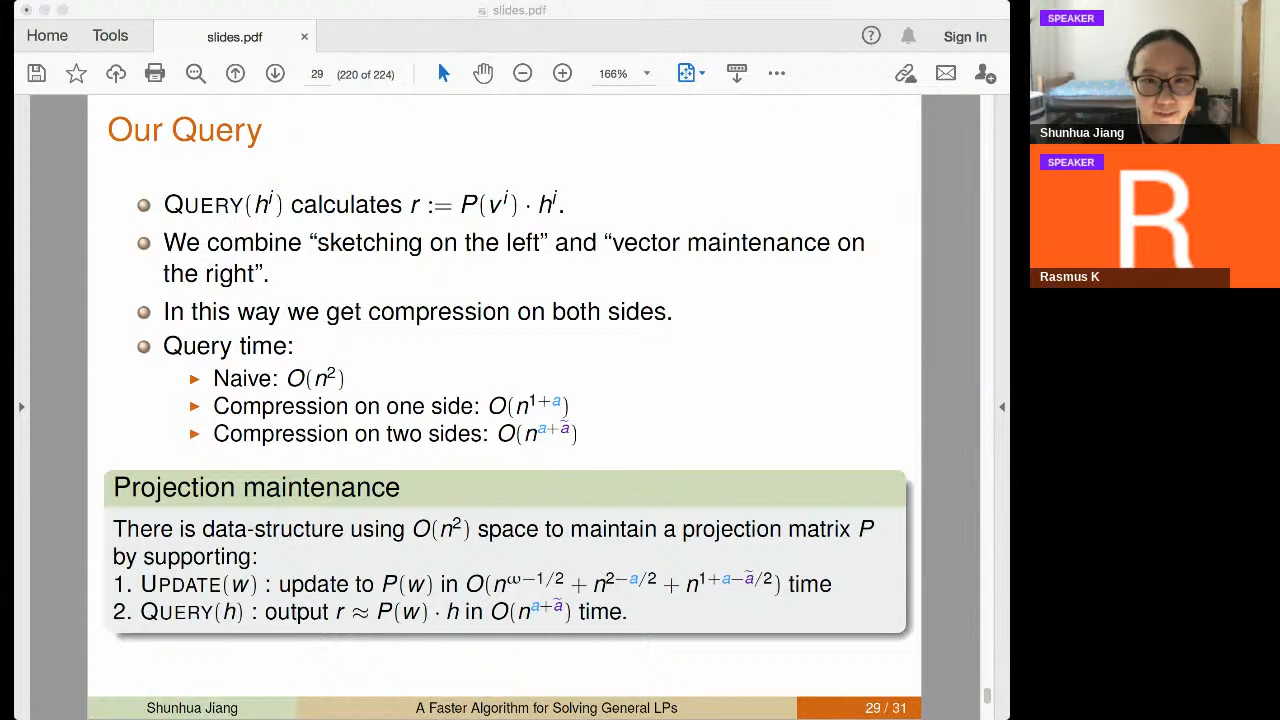 slides.pdf
Home Tools slides.pdf × Sign In
29 (220 of 224) 166%
Our Query
QUERY(hⁱ) calculates r := P(vⁱ) · hⁱ.
We combine “sketching on the left” and “vector maintenance on
the right”.
In this way we get compression on both sides.
Query time:
Naive: O(n²)
Compression on one side: O(n^{1+a})
Compression on two sides: O(n^{a+ã})
Projection maintenance
There is data-structure using O(n²) space to maintain a projection matrix P
by supporting:
1. UPDATE(w) : update to P(w) in O(n^{ω−1/2} + n^{2−a/2} + n^{1+a−ã/2}) time
2. QUERY(h) : output r ≈ P(w) · h in O(n^{a+ã}) time.
Shunhua Jiang A Faster Algorithm for Solving General LPs 29 / 31
SPEAKER
Shunhua Jiang
SPEAKER
R
Rasmus K